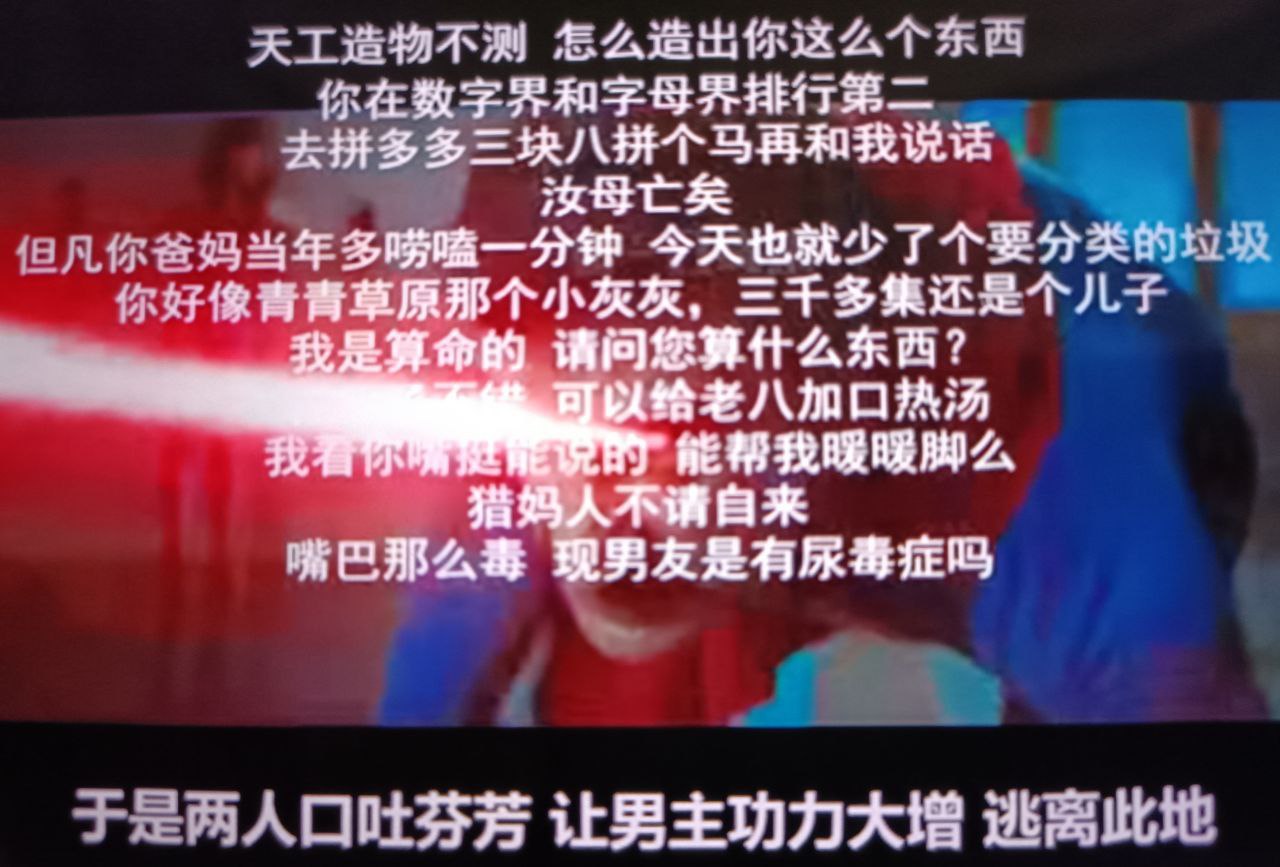 天工造物不测 怎么造出你这么个东西
你在数字界和字母界排行第二
去拼多多三块八拼个马再和我说话
汝母亡矣
但凡你爸妈当年多唠嗑一分钟 今天也就少了个要分类的垃圾
你好像青青草原那个小灰灰，三千多集还是个儿子
我是算命的 请问您算什么东西？
不错 可以给老八加口热汤
我看你嘴挺能说的 能帮我暖暖脚么
猎妈人不请自来
嘴巴那么毒 现男友是有尿毒症吗
于是两人口吐芬芳 让男主功力大增 逃离此地